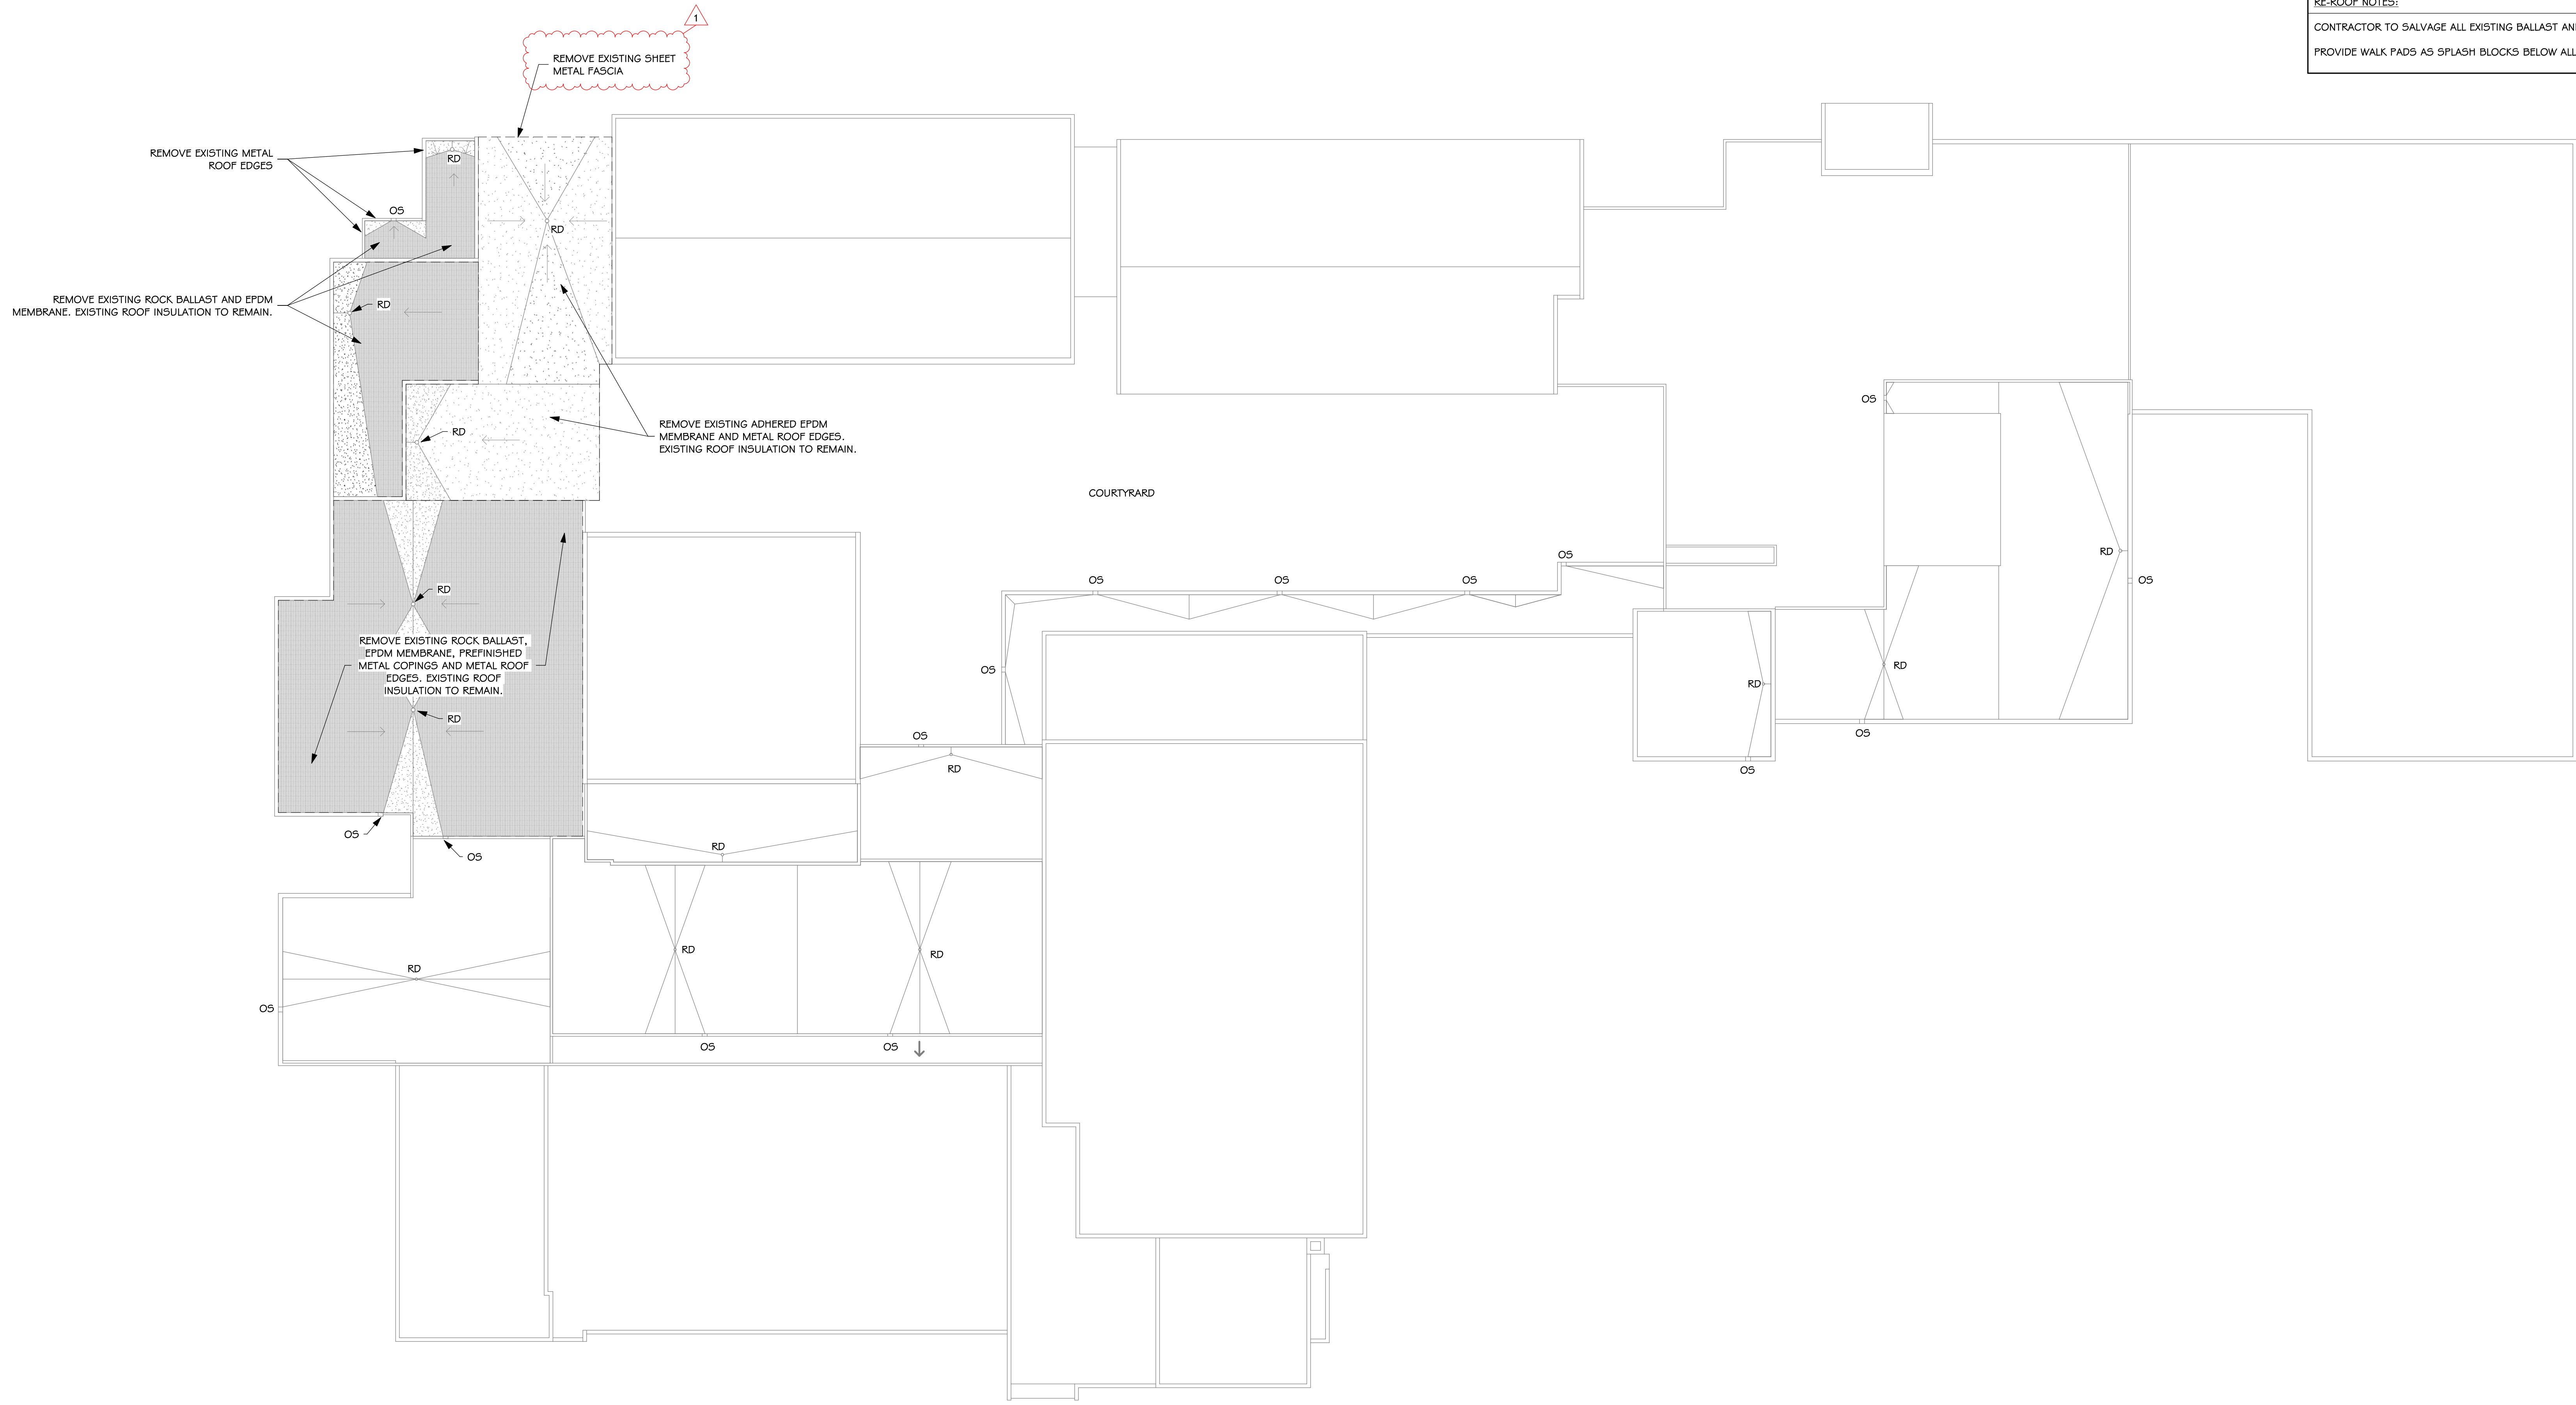 RE-ROOF NOTES:
CONTRACTOR TO SALVAGE ALL EXISTING BALLAST AN
PROVIDE WALK PADS AS SPLASH BLOCKS BELOW ALL
1
REMOVE EXISTING SHEET
METAL FASCIA
REMOVE EXISTING METAL
ROOF EDGES
RD
OS
RD
REMOVE EXISTING ROCK BALLAST AND EPDM
MEMBRANE. EXISTING ROOF INSULATION TO REMAIN.
RD
OS
REMOVE EXISTING ADHERED EPDM
MEMBRANE AND METAL ROOF EDGES.
EXISTING ROOF INSULATION TO REMAIN.
RD
COURTYRARD
RD
OS
OS
OS
OS
OS
RD
REMOVE EXISTING ROCK BALLAST,
EPDM MEMBRANE, PREFINISHED
METAL COPINGS AND METAL ROOF
EDGES. EXISTING ROOF
INSULATION TO REMAIN.
OS
RD
RD
RD
OS
OS
RD
OS
OS
RD
OS
RD
RD
RD
RD
OS
OS
OS